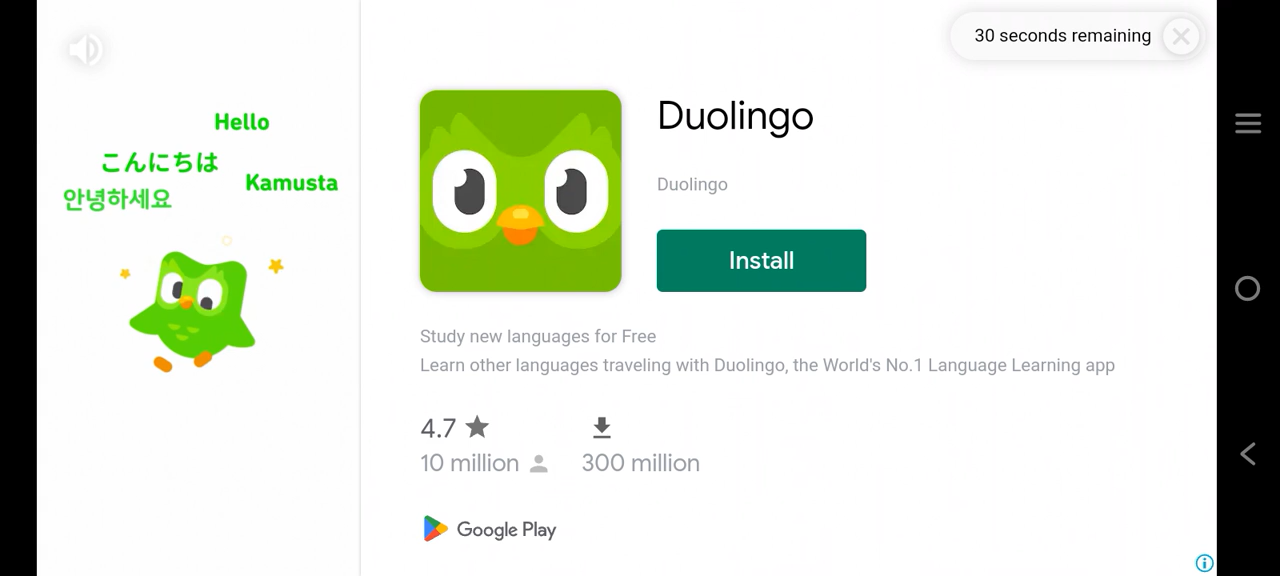 30 seconds remaining
Hello
こんにちは
Kamusta
안녕하세요
Duolingo
Duolingo
Install
Study new languages for Free
Learn other languages traveling with Duolingo, the World's No.1 Language Learning app
4.7
10 million
300 million
Google Play